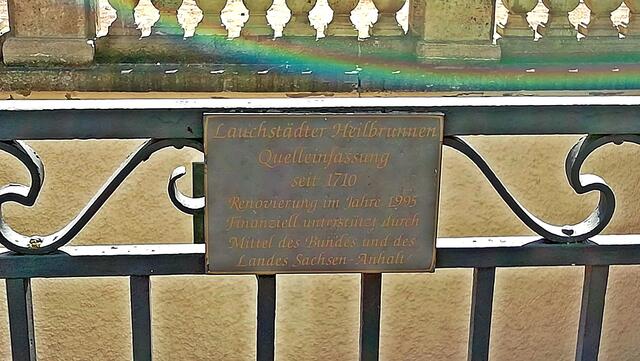 Lauchstädter Heilbrunnen
Quelleinfassung
seit 1710
Renovierung im Jahre 1995
Finanziell unterstützt durch
Mittel des Bundes und des
Landes Sachsen-Anhalt